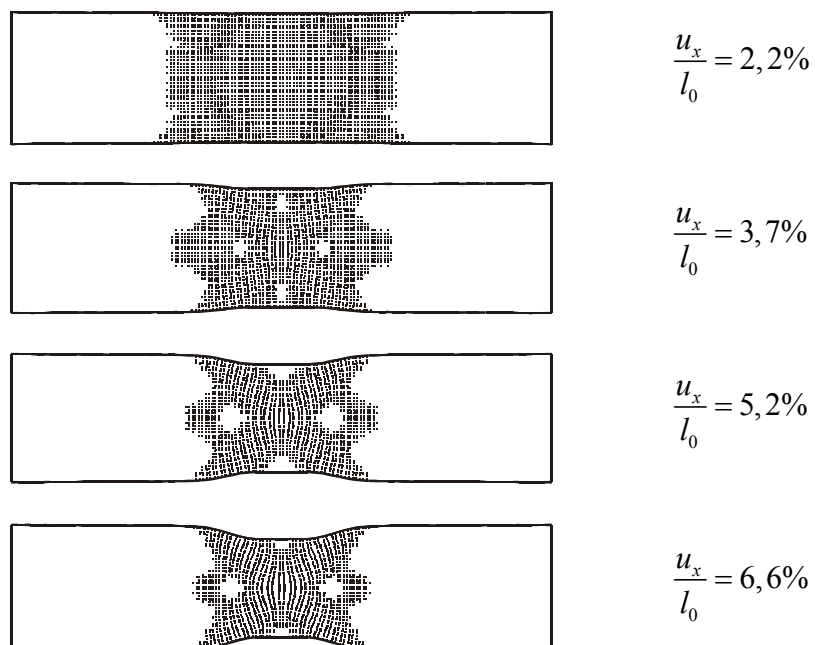 u_x/l_0 = 2,2%
u_x/l_0 = 3,7%
u_x/l_0 = 5,2%
u_x/l_0 = 6,6%